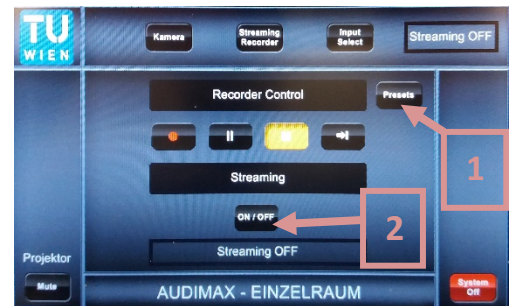 TU
WIEN
Kamera
Streaming
Recorder
Input
Select
Streaming OFF
Recorder Control
Presets
1
Streaming
ON / OFF
2
Streaming OFF
Projektor
Mute
AUDIMAX - EINZELRAUM
System
Off